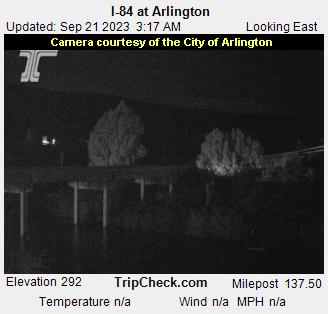 I-84 at Arlington
Updated: Sep 21 2023 3:17 AM Looking East
Camera courtesy of the City of Arlington
Elevation 292 TripCheck.com Milepost 137.50
Temperature n/a Wind n/a MPH n/a